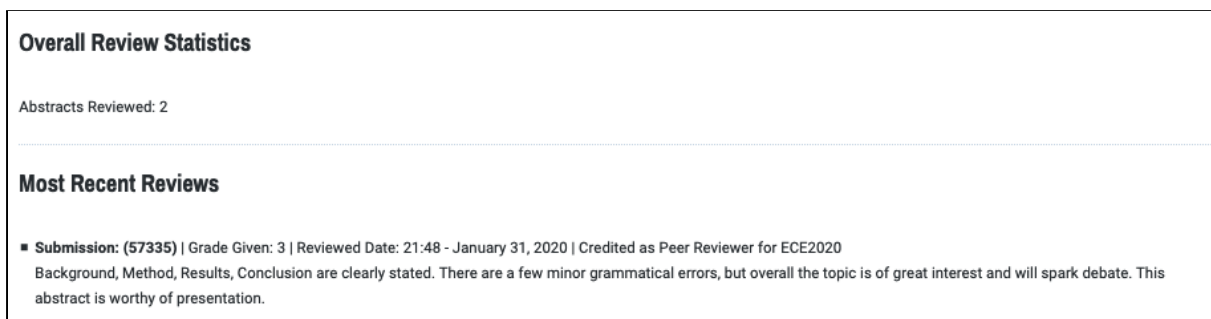 Overall Review Statistics
Abstracts Reviewed: 2
Most Recent Reviews
▪ Submission: (57335) | Grade Given: 3 | Reviewed Date: 21:48 - January 31, 2020 | Credited as Peer Reviewer for ECE2020
Background, Method, Results, Conclusion are clearly stated. There are a few minor grammatical errors, but overall the topic is of great interest and will spark debate. This
abstract is worthy of presentation.